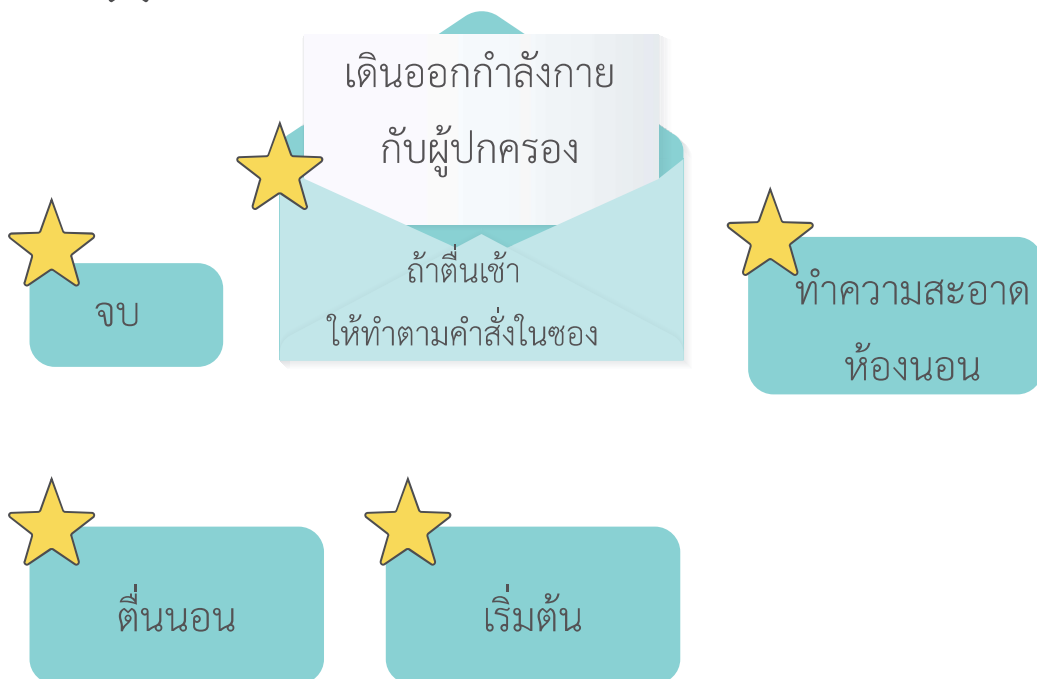 เดินออกกำลังกาย
กับผู้ปกครอง
ถ้าตื่นเช้า
ให้ทำตามคำสั่งในซอง
จบ
ทำความสะอาด
ห้องนอน
ตื่นนอน
เริ่มต้น